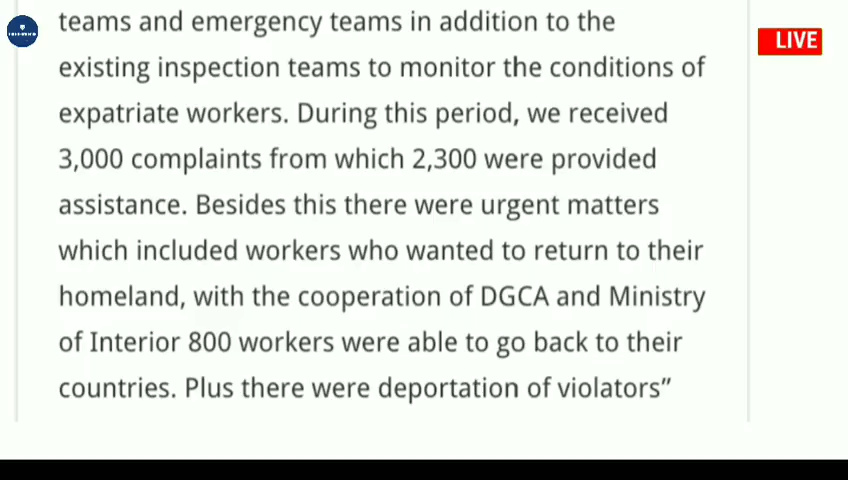 teams and emergency teams in addition to the
existing inspection teams to monitor the conditions of
expatriate workers. During this period, we received
3,000 complaints from which 2,300 were provided
assistance. Besides this there were urgent matters
which included workers who wanted to return to their
homeland, with the cooperation of DGCA and Ministry
of Interior 800 workers were able to go back to their
countries. Plus there were deportation of violators”
LIVE